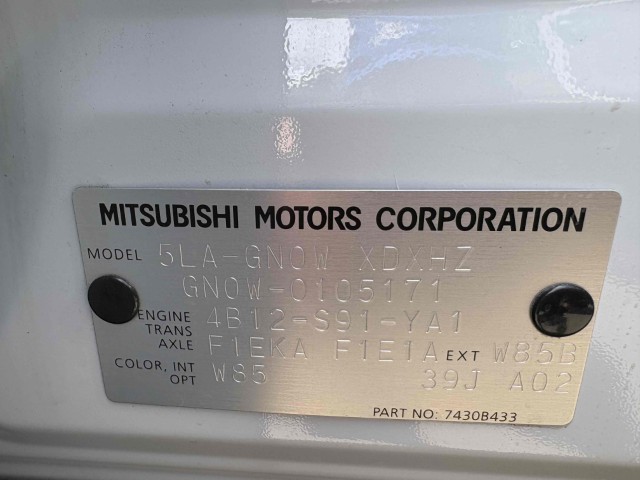 MITSUBISHI MOTORS CORPORATION
MODEL 5LA-GN0W XDXHZ
GN0W-0105171
ENGINE 4B12-S91-YA1
TRANS AXLE F1EKA F1E1A EXT W85B
COLOR, INT W85
OPT 39J A02
PART NO: 7430B433